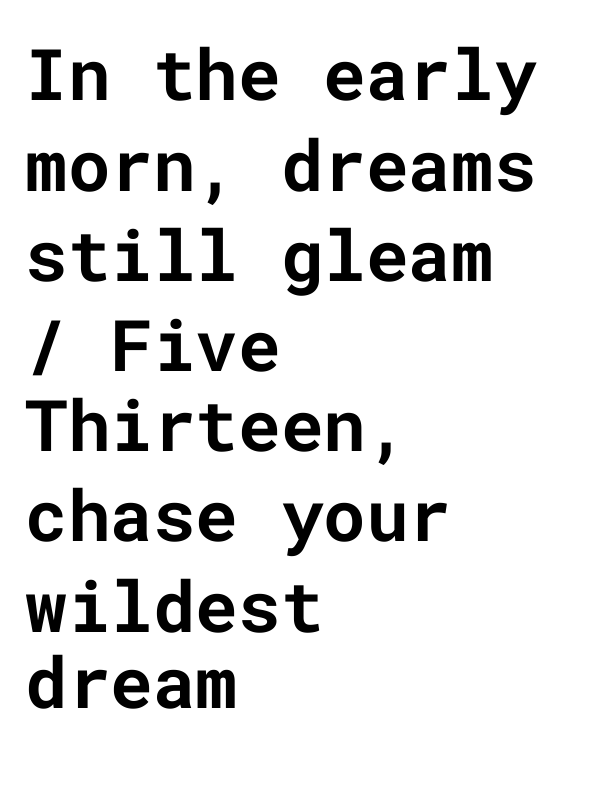 In the early
morn, dreams
still gleam
/ Five
Thirteen,
chase your
wildest
dream